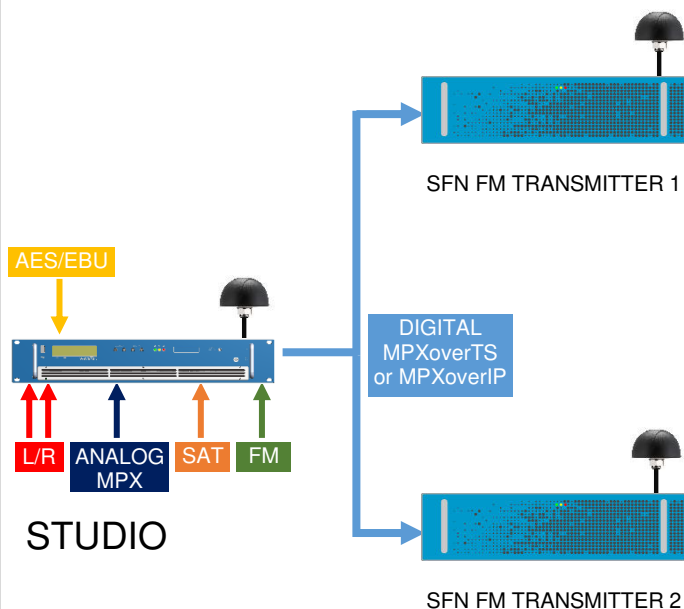 SFN FM TRANSMITTER 1
AES/EBU
DIGITAL
MPXoverTS
or MPXoverIP
L/R
ANALOG
MPX
SAT
FM
STUDIO
SFN FM TRANSMITTER 2